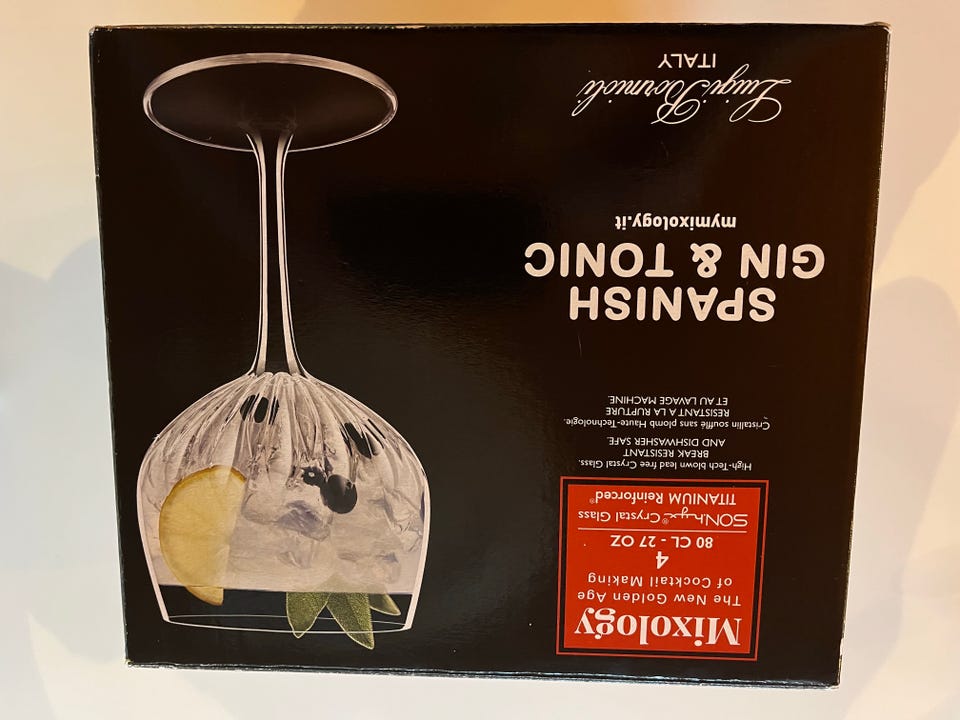 Mixology
The New Golden Age
of Cocktail Making
4
80 CL - 27 OZ
SON.hyx® Crystal Glass
TITANIUM Reinforced®
High-Tech blown lead free Crystal Glass.
BREAK RESISTANT
AND DISHWASHER SAFE.
Cristallin soufflé sans plomb Haute-Technologie.
RESISTANT A LA RUPTURE
ET AU LAVAGE MACHINE
SPANISH
GIN & TONIC
mymixology.it
Luigi Bormioli
ITALY